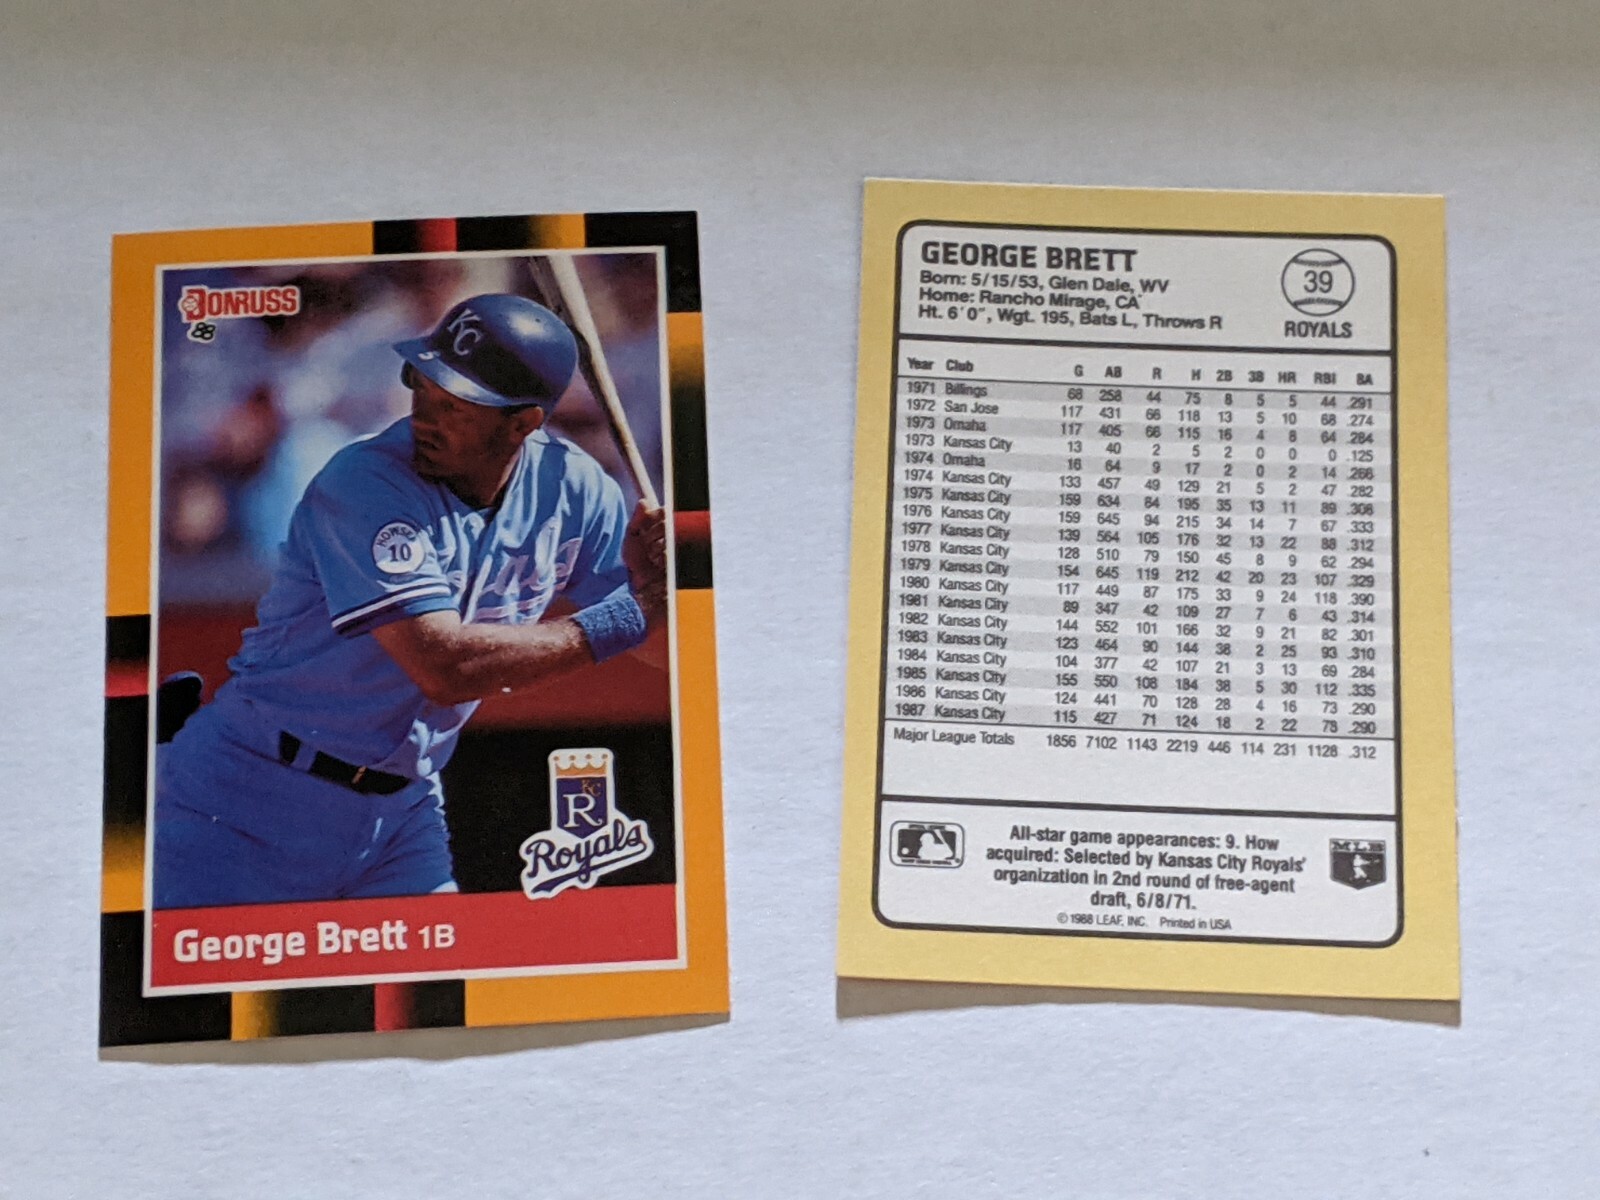 DONRUSS
88
KC
HOWSER
10
Royals
KC
R
Royals
George Brett 1B
GEORGE BRETT
Born: 5/15/53, Glen Dale, WV
Home: Rancho Mirage, CA
Ht. 6'0", Wgt. 195, Bats L, Throws R
39
ROYALS
Year Club G AB R H 2B 3B HR RBI BA
1971 Billings 68 258 44 75 8 5 5 44 .291
1972 San Jose 117 431 66 118 13 5 10 68 .274
1973 Omaha 117 405 66 115 16 4 8 64 .284
1973 Kansas City 13 40 2 5 2 0 0 0 .125
1974 Omaha 16 64 9 17 2 0 2 14 .266
1974 Kansas City 133 457 49 129 21 5 2 47 .282
1975 Kansas City 159 634 84 195 35 13 11 89 .308
1976 Kansas City 159 645 94 215 34 14 7 67 .333
1977 Kansas City 139 564 105 176 32 13 22 88 .312
1978 Kansas City 128 510 79 150 45 8 9 62 .294
1979 Kansas City 154 645 119 212 42 20 23 107 .329
1980 Kansas City 117 449 87 175 33 9 24 118 .390
1981 Kansas City 89 347 42 109 27 7 6 43 .314
1982 Kansas City 144 552 101 166 32 9 21 82 .301
1983 Kansas City 123 464 90 144 38 2 25 93 .310
1984 Kansas City 104 377 42 107 21 3 13 69 .284
1985 Kansas City 155 550 108 184 38 5 30 112 .335
1986 Kansas City 124 441 70 128 28 4 16 73 .290
1987 Kansas City 115 427 71 124 18 2 22 78 .290
Major League Totals 1856 7102 1143 2219 446 114 231 1128 .312
All-star game appearances: 9. How
acquired: Selected by Kansas City Royals'
organization in 2nd round of free-agent
draft, 6/8/71.
© 1988 LEAF, INC. Printed in USA
MLB